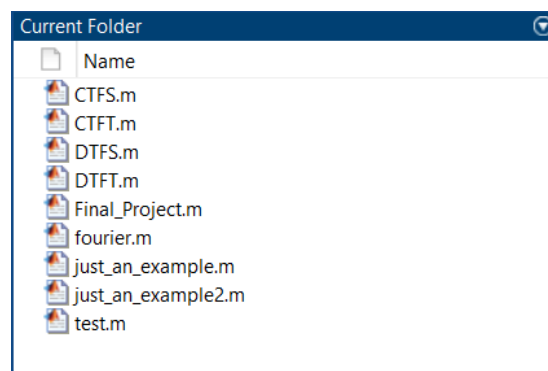 Current Folder
Name
CTFS.m
CTFT.m
DTFS.m
DTFT.m
Final_Project.m
fourier.m
just_an_example.m
just_an_example2.m
test.m